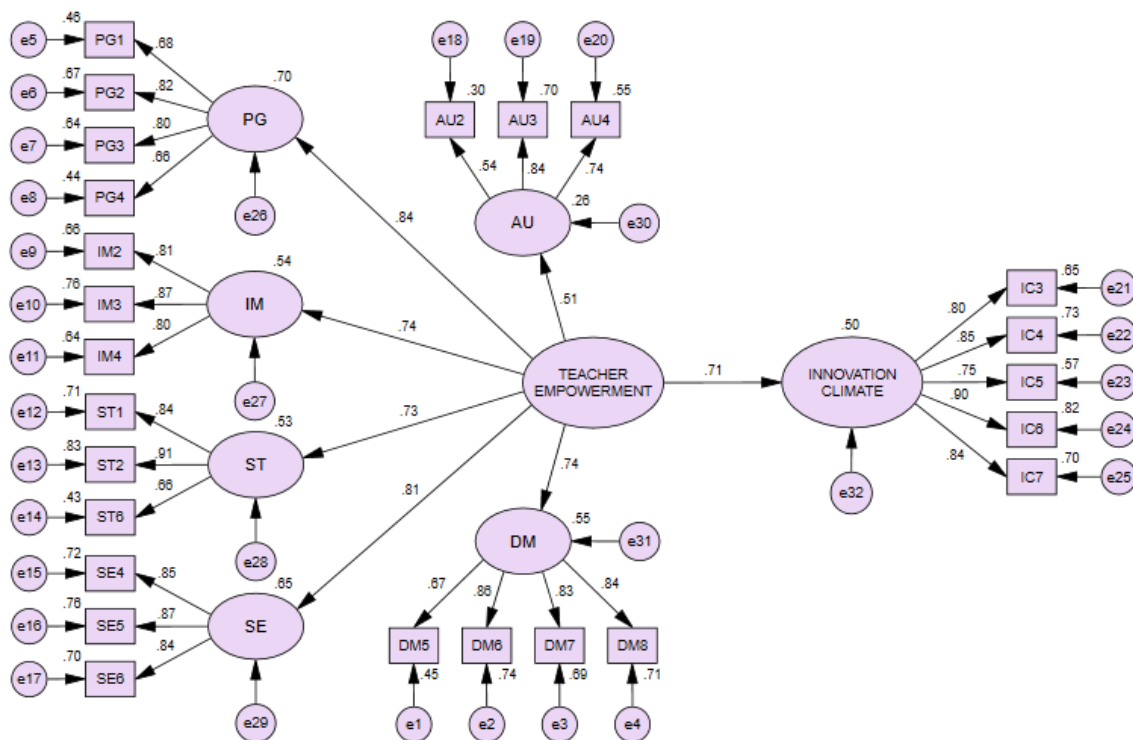 .46
e5
PG1
.68
.67
e6
PG2
.82
.64
e7
PG3
.80
.44
e8
PG4
.66
.70
PG
e26
.84
.66
e9
IM2
.81
.76
e10
IM3
.87
.64
e11
IM4
.80
.54
IM
e27
.74
.71
e12
ST1
.84
.83
e13
ST2
.91
.43
e14
ST6
.66
.53
ST
e28
.73
.72
e15
SE4
.85
.76
e16
SE5
.87
.70
e17
SE6
.84
.65
SE
e29
.81
e18
e19
e20
.30
.70
.55
AU2
AU3
AU4
.54
.84
.74
.26
AU
e30
.51
TEACHER
EMPOWERMENT
.74
.55
DM
e31
.67
.86
.83
.84
DM5
DM6
DM7
DM8
.45
.74
.69
.71
e1
e2
e3
e4
.71
.50
INNOVATION
CLIMATE
e32
.80
IC3
.65
e21
.85
IC4
.73
e22
.75
IC5
.57
e23
.90
IC6
.82
e24
.84
IC7
.70
e25